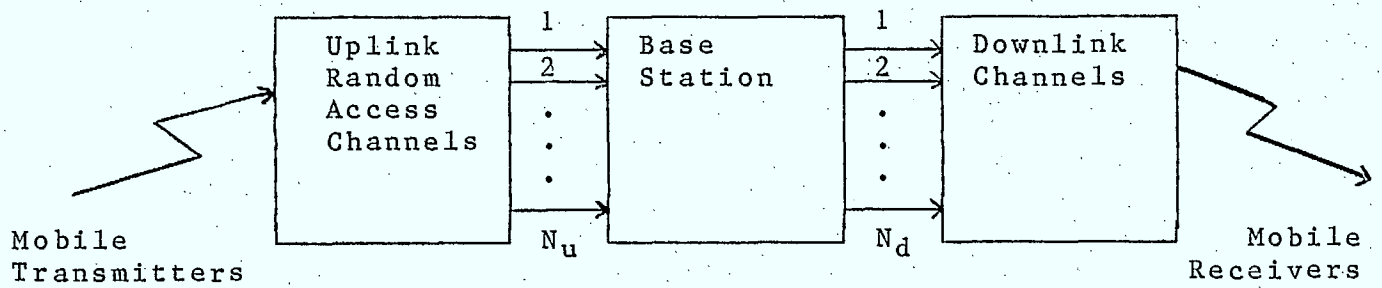 Mobile
Transmitters
Uplink
Random
Access
Channels
1
2
N_u
Base
Station
1
2
N_d
Downlink
Channels
Mobile
Receivers